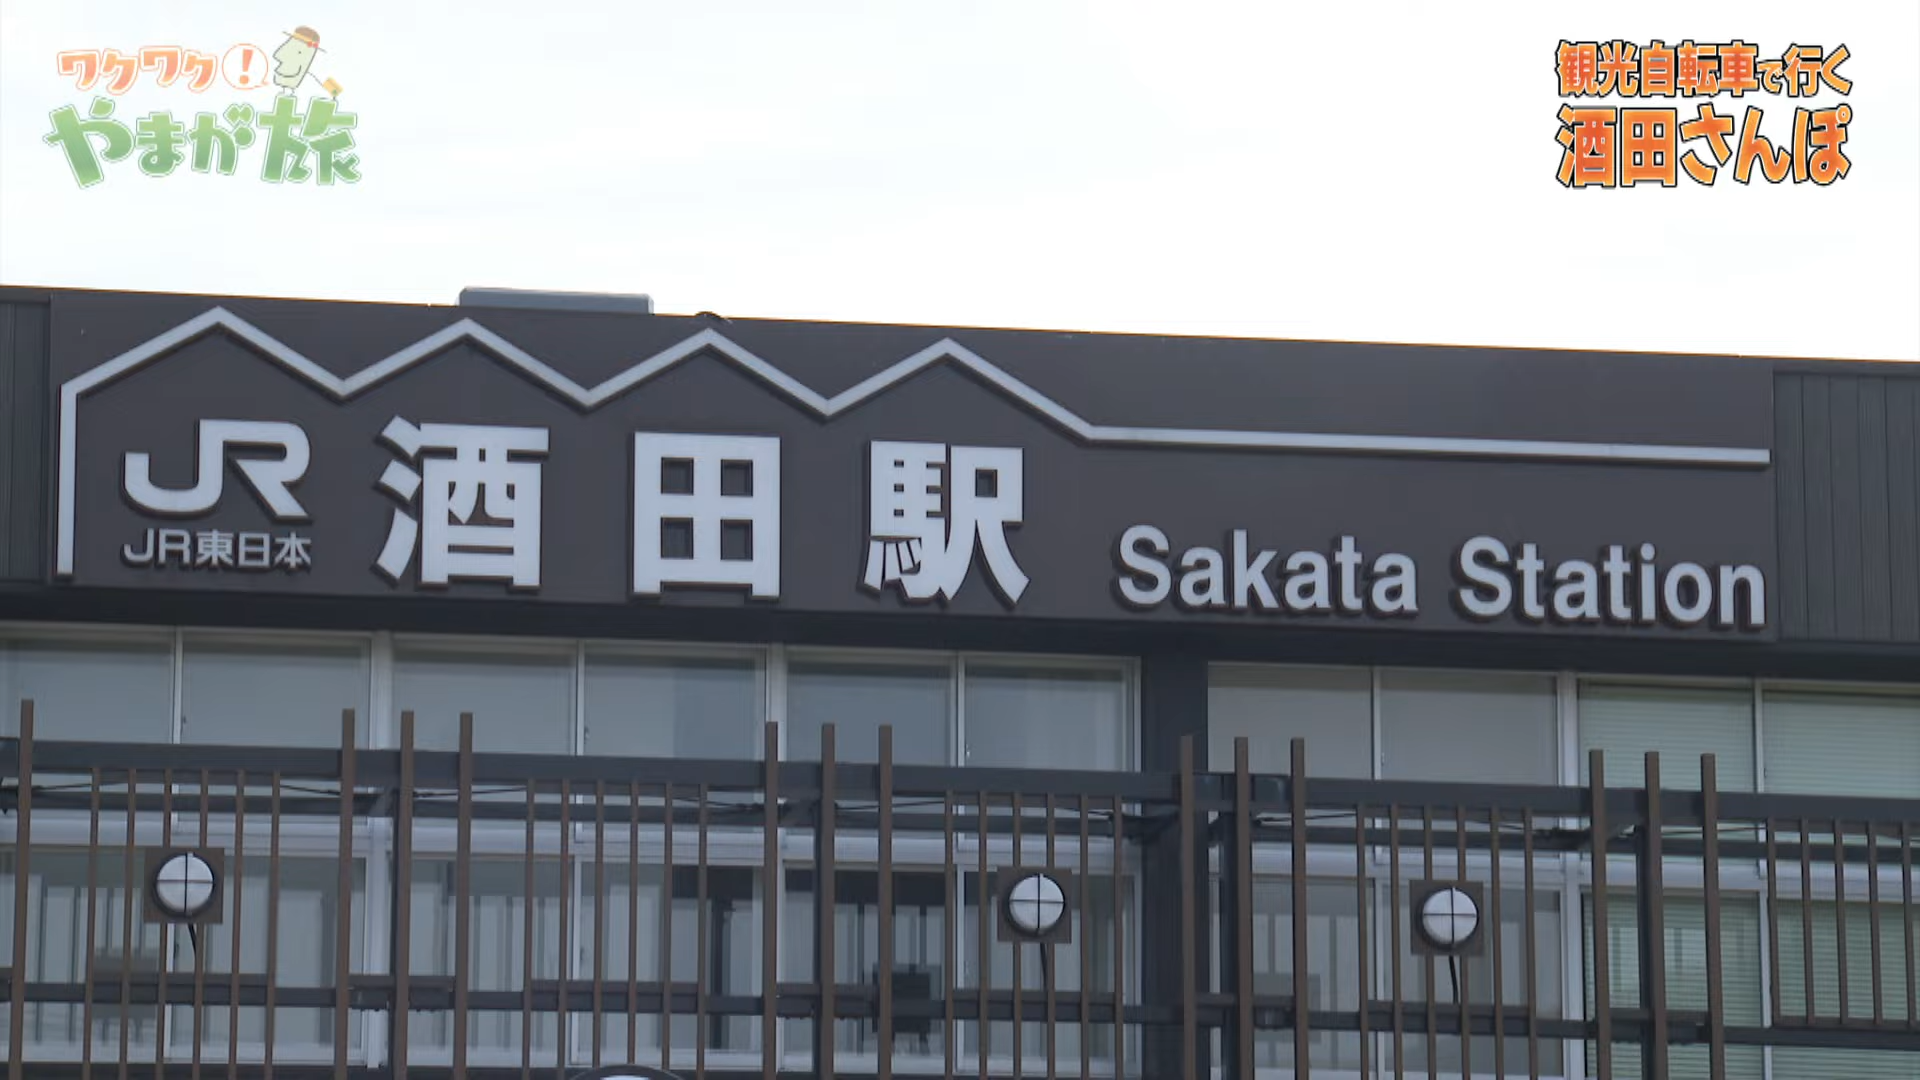 ワクワク!
やまが旅
観光自転車で行く
酒田さんぽ
JR
JR東日本
酒田駅 Sakata Station